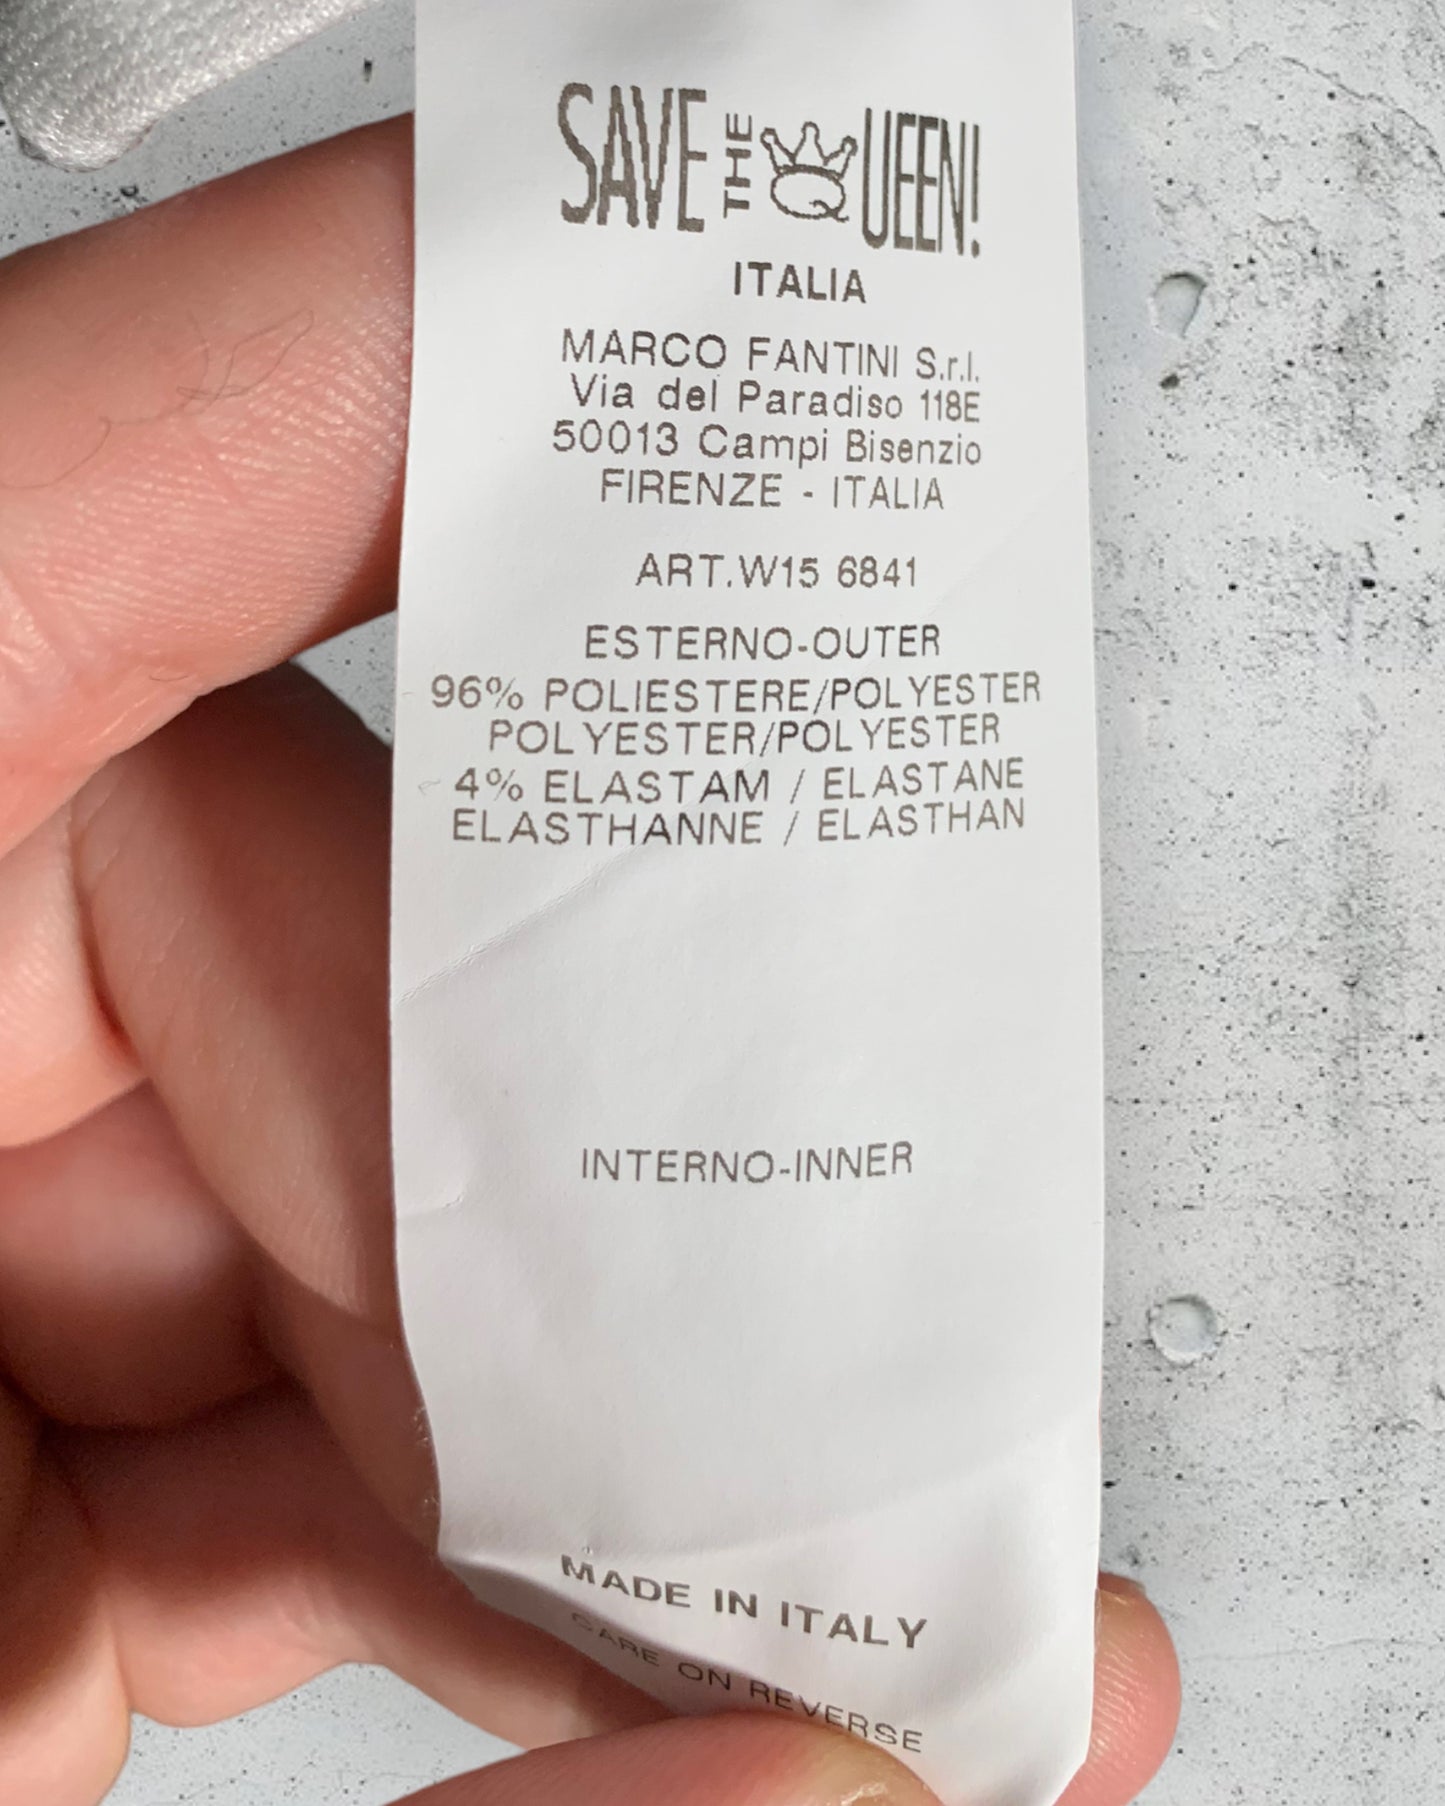 SAVE THE QUEEN!
ITALIA
MARCO FANTINI S.r.l.
Via del Paradiso 118E
50013 Campi Bisenzio
FIRENZE - ITALIA
ART.W15 6841
ESTERNO-OUTER
96% POLIESTERE/POLYESTER
POLYESTER/POLYESTER
4% ELASTAM / ELASTANE
ELASTHANNE / ELASTHAN
INTERNO-INNER
MADE IN ITALY
CARE ON REVERSE